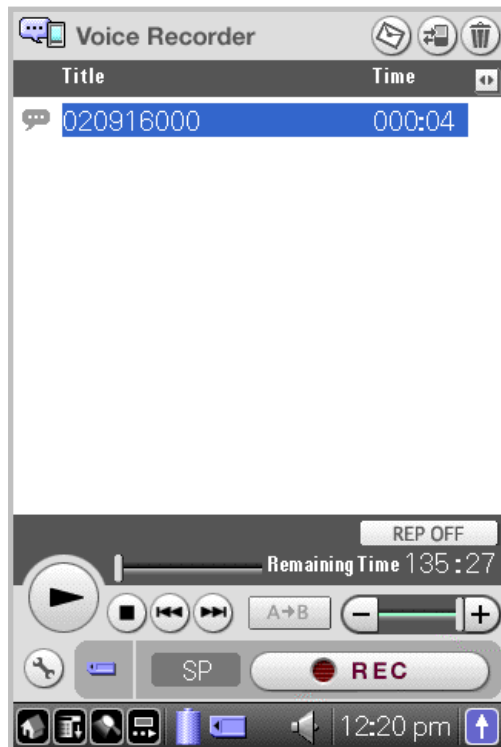 Voice Recorder
Title Time
020916000 000:04
REP OFF
Remaining Time 135:27
A→B
SP REC
12:20 pm